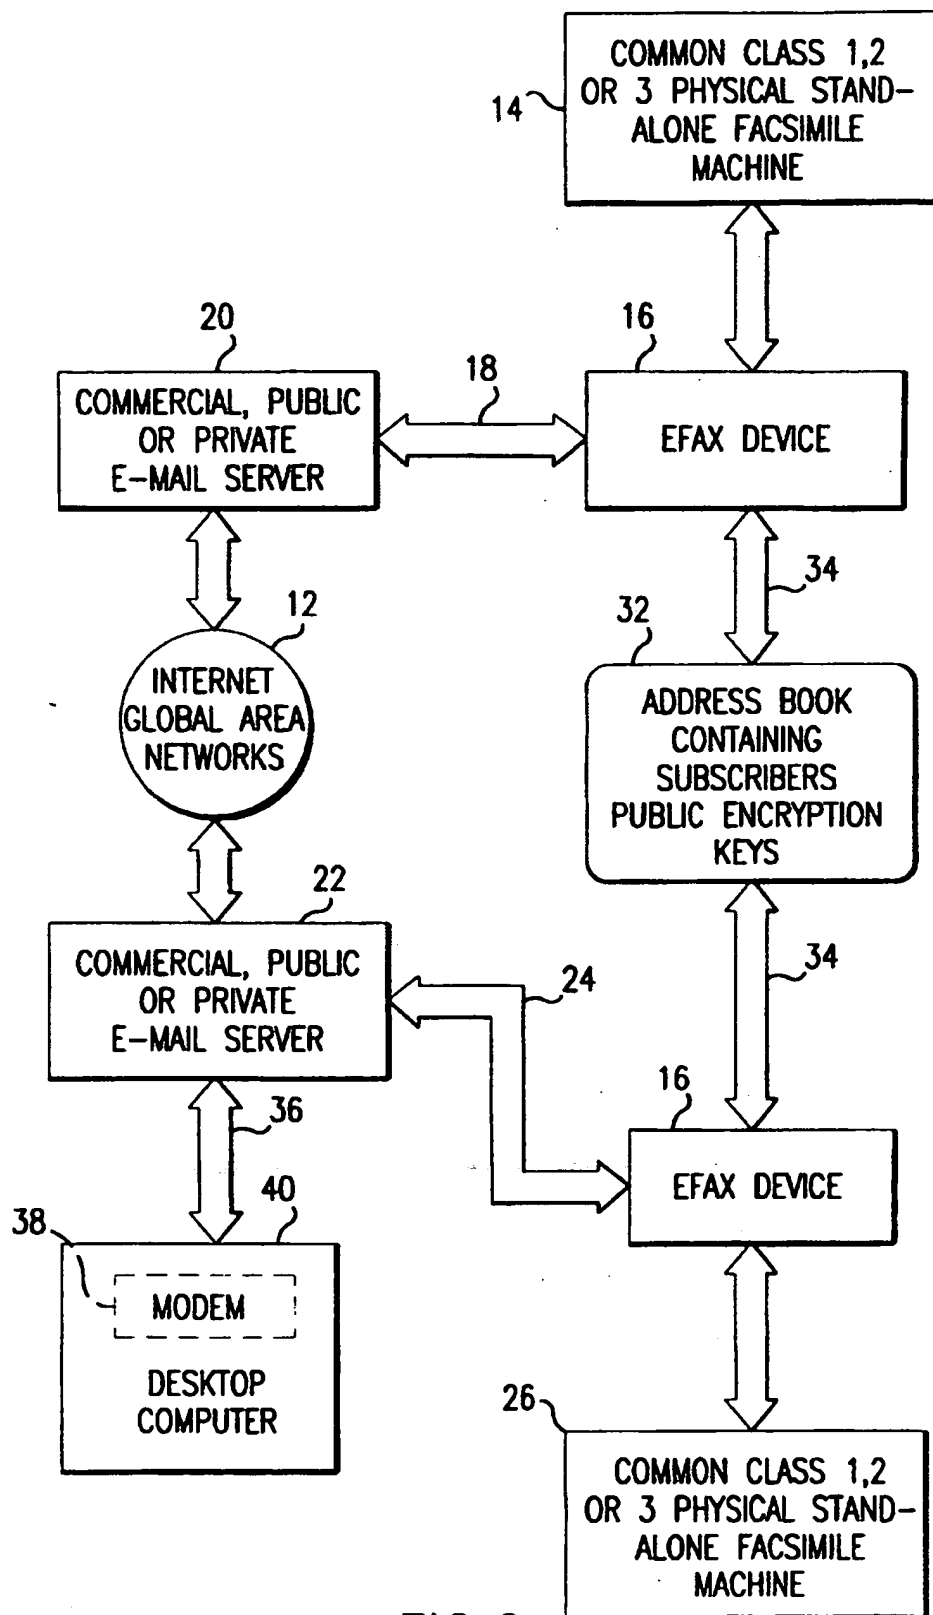 COMMON CLASS 1,2
OR 3 PHYSICAL STAND-
ALONE FACSIMILE
MACHINE
14
20
COMMERCIAL, PUBLIC
OR PRIVATE
E-MAIL SERVER
18
16
EFAX DEVICE
34
12
INTERNET
GLOBAL AREA
NETWORKS
32
ADDRESS BOOK
CONTAINING
SUBSCRIBERS
PUBLIC ENCRYPTION
KEYS
22
COMMERCIAL, PUBLIC
OR PRIVATE
E-MAIL SERVER
24
34
16
EFAX DEVICE
36
40
38
MODEM
DESKTOP
COMPUTER
26
COMMON CLASS 1,2
OR 3 PHYSICAL STAND-
ALONE FACSIMILE
MACHINE